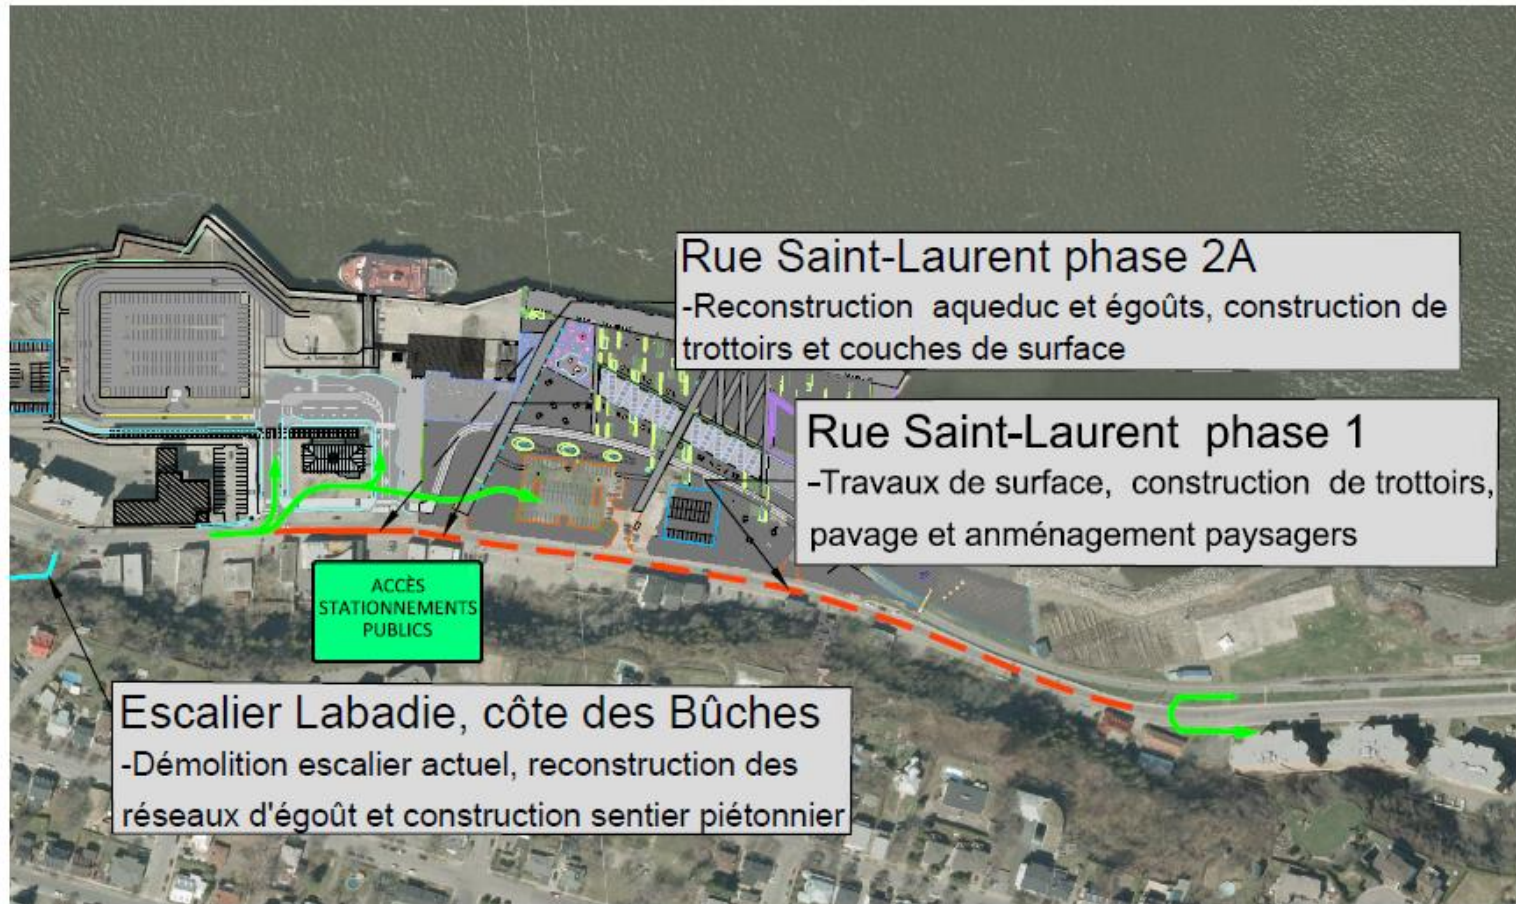 Rue Saint-Laurent phase 2A
-Reconstruction aqueduc et égoûts, construction de
trottoirs et couches de surface
Rue Saint-Laurent phase 1
-Travaux de surface, construction de trottoirs,
pavage et anménagement paysagers
ACCÈS
STATIONNEMENTS
PUBLICS
Escalier Labadie, côte des Bûches
-Démolition escalier actuel, reconstruction des
réseaux d'égoût et construction sentier piétonnier